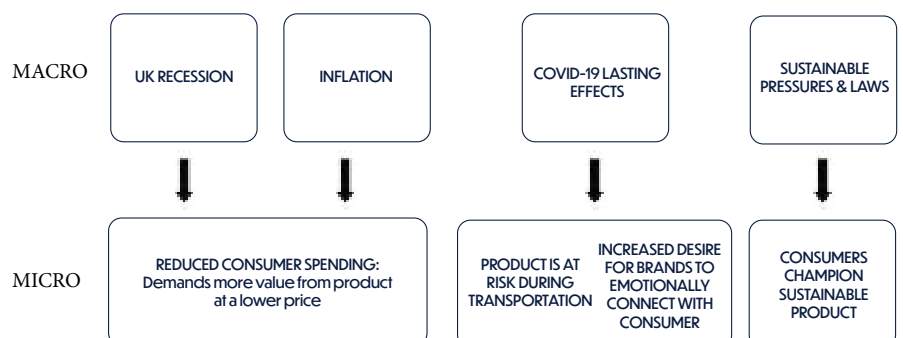 MACRO
UK RECESSION
INFLATION
COVID-19 LASTING
EFFECTS
SUSTAINABLE
PRESSURES & LAWS
MICRO
REDUCED CONSUMER SPENDING:
Demands more value from product
at a lower price
PRODUCT IS AT
RISK DURING
TRANSPORTATION
INCREASED DESIRE
FOR BRANDS TO
EMOTIONALLY
CONNECT WITH
CONSUMER
CONSUMERS
CHAMPION
SUSTAINABLE
PRODUCT